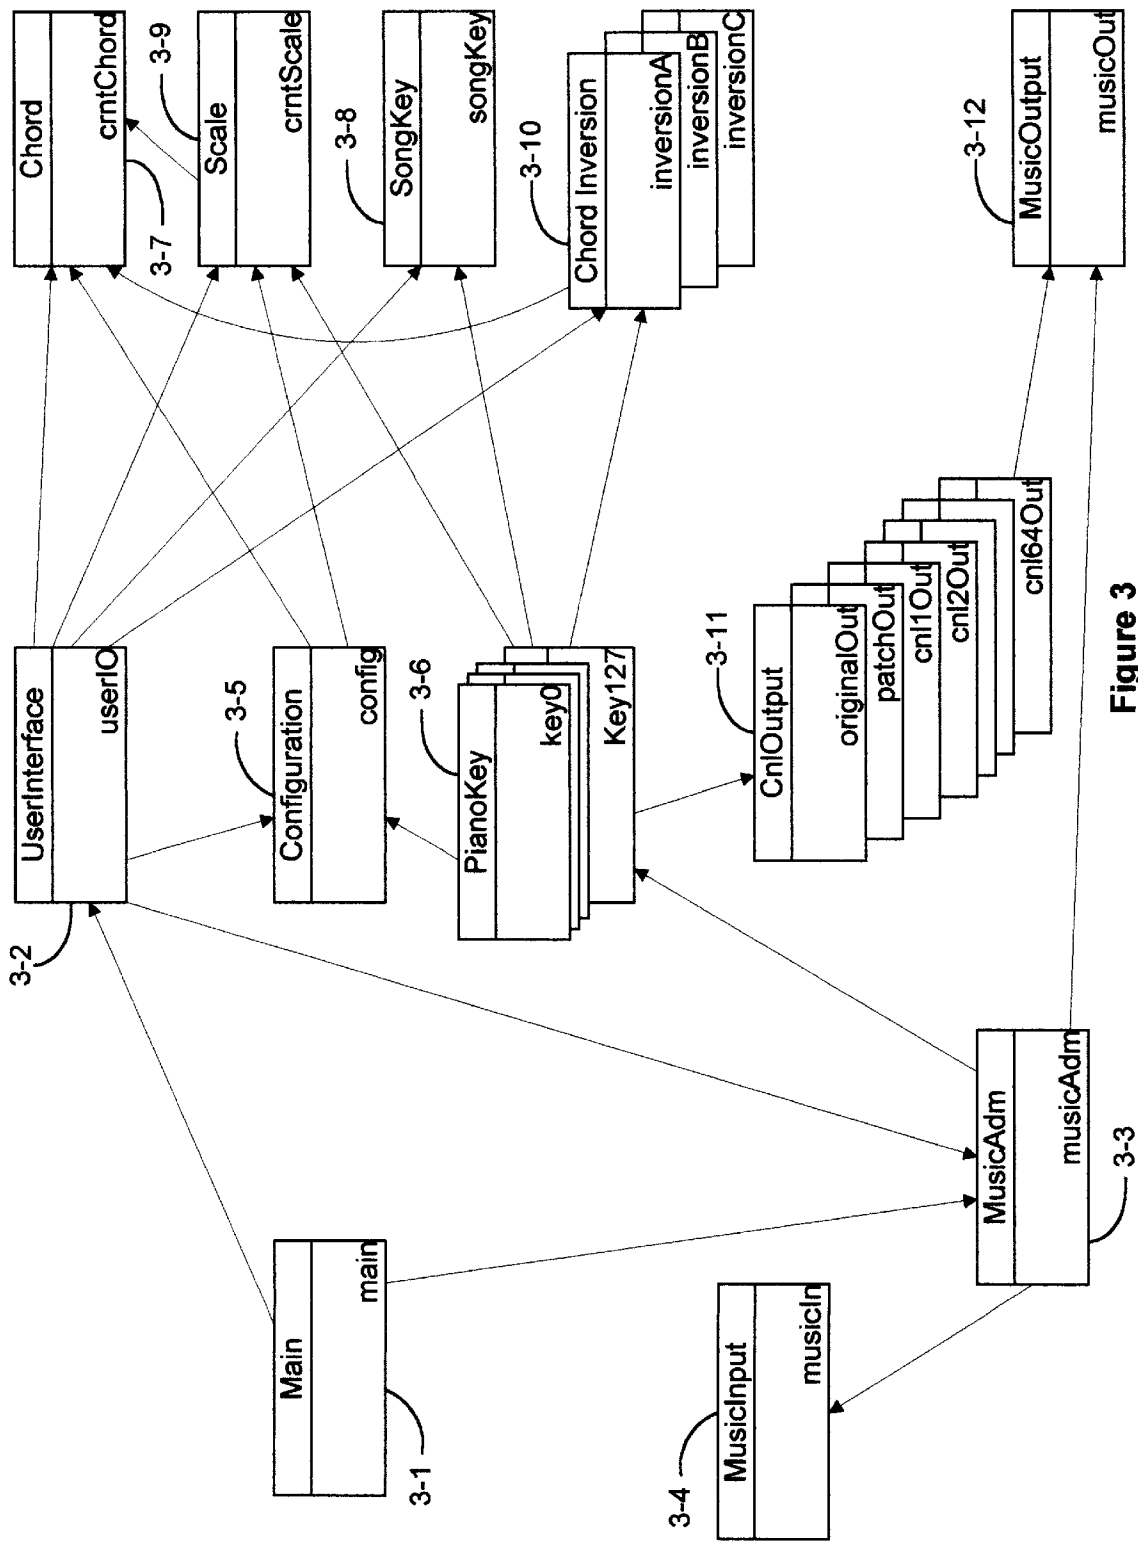 Main
main
3-1
MusicInput
musicIn
3-4
MusicAdm
musicAdm
3-3
UserInterface
userIO
3-2
Configuration
config
3-5
PianoKey
key0
Key127
3-6
CnlOutput
originalOut
patchOut
cnl1Out
cnl2Out
cnl64Out
3-11
Chord
crntChord
3-7
Scale
crntScale
3-9
SongKey
songKey
3-8
Chord Inversion
inversionA
inversionB
inversionC
3-10
MusicOutput
musicOut
3-12
Figure 3